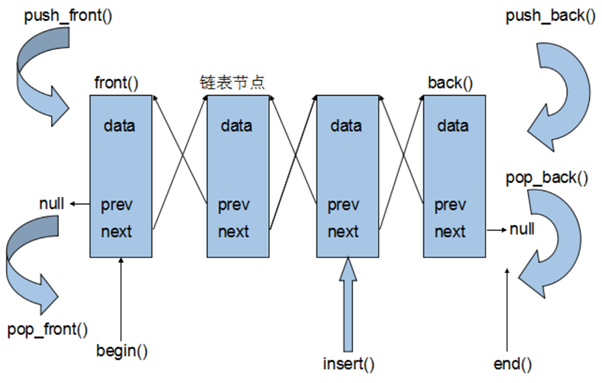 push_front()
push_back()
front()
链表节点
back()
data
data
data
data
pop_back()
null
prev
prev
prev
prev
next
next
next
next
null
pop_front()
begin()
insert()
end()